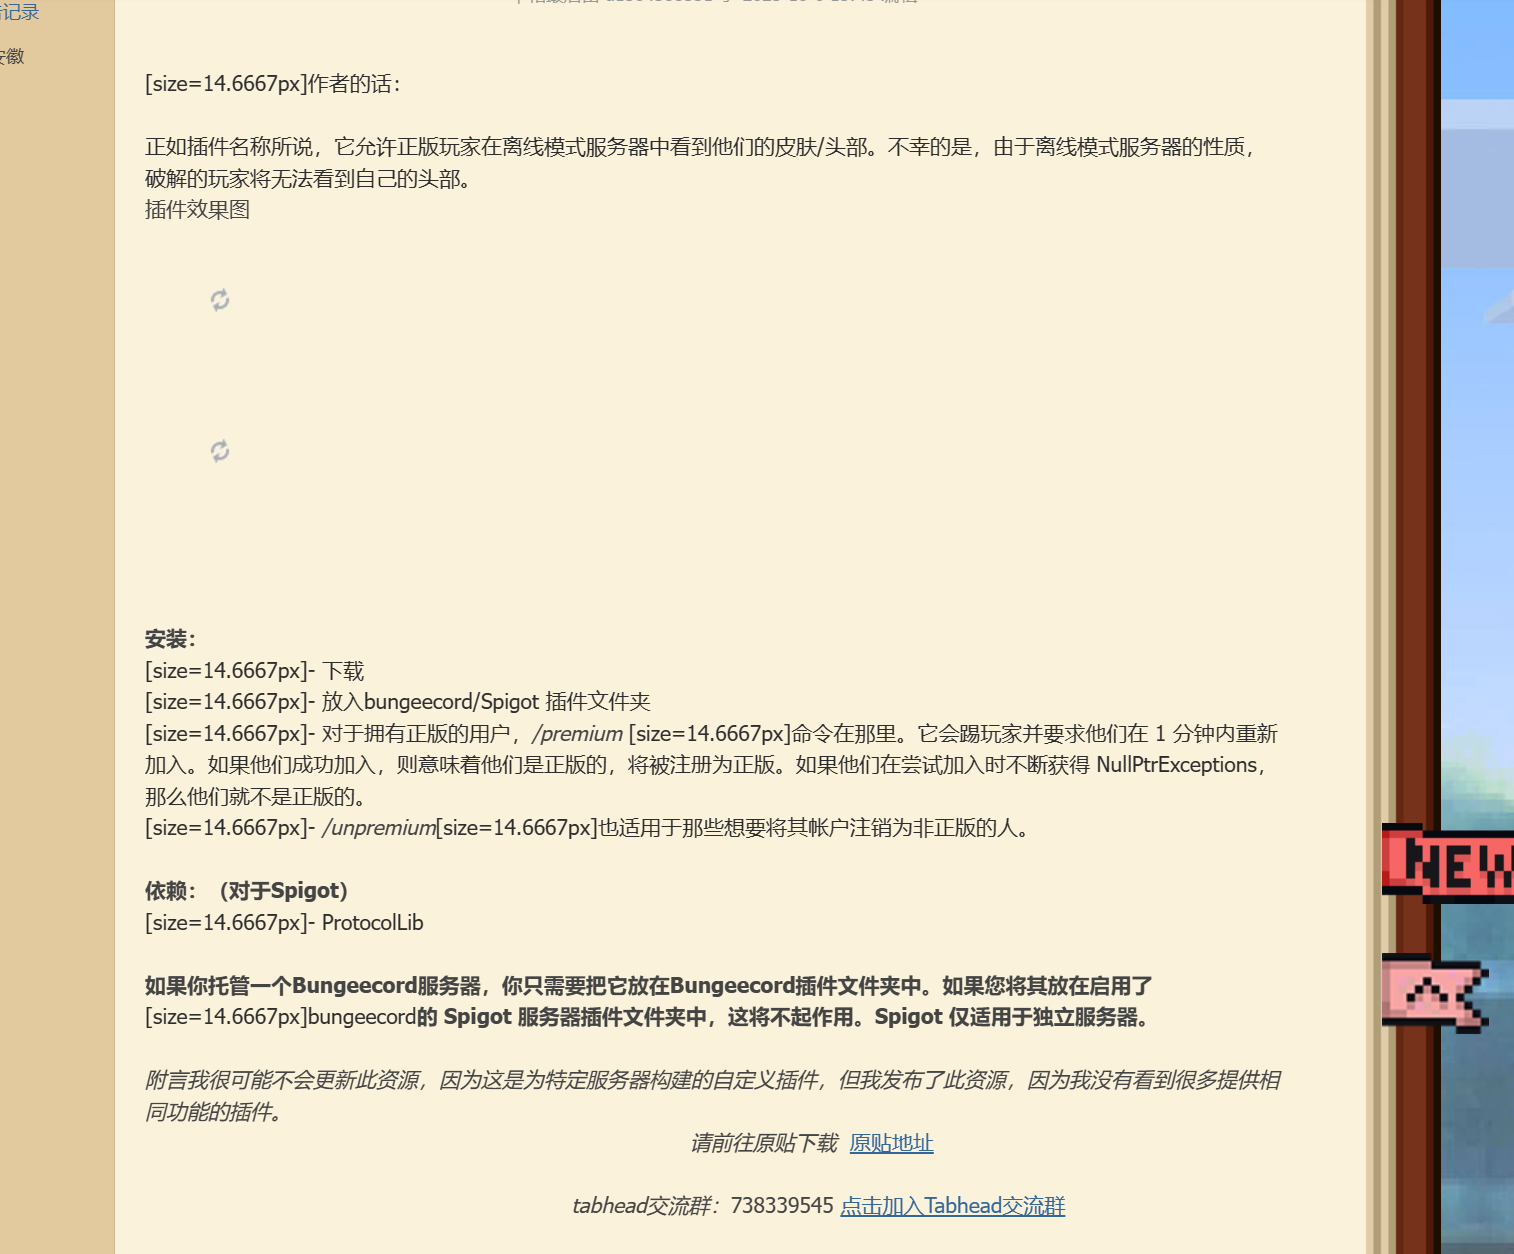 记录
安徽
[size=14.6667px]作者的话：
正如插件名称所说，它允许正版玩家在离线模式服务器中看到他们的皮肤/头部。不幸的是，由于离线模式服务器的性质，
破解的玩家将无法看到自己的头部。
插件效果图
安装：
[size=14.6667px]- 下载
[size=14.6667px]- 放入bungeecord/Spigot 插件文件夹
[size=14.6667px]- 对于拥有正版的用户，/premium [size=14.6667px]命令在那里。它会踢玩家并要求他们在 1 分钟内重新
加入。如果他们成功加入，则意味着他们是正版的，将被注册为正版。如果他们在尝试加入时不断获得 NullPtrExceptions，
那么他们就不是正版的。
[size=14.6667px]- /unpremium[size=14.6667px]也适用于那些想要将其帐户注销为非正版的人。
依赖：（对于Spigot）
[size=14.6667px]- ProtocolLib
如果你托管一个Bungeecord服务器，你只需要把它放在Bungeecord插件文件夹中。如果您将其放在启用了
[size=14.6667px]bungeecord的 Spigot 服务器插件文件夹中，这将不起作用。Spigot 仅适用于独立服务器。
NEW
附言我很可能不会更新此资源，因为这是为特定服务器构建的自定义插件，但我发布了此资源，因为我没有看到很多提供相
同功能的插件。
请前往原贴下载 原贴地址
tabhead交流群：738339545 点击加入Tabhead交流群